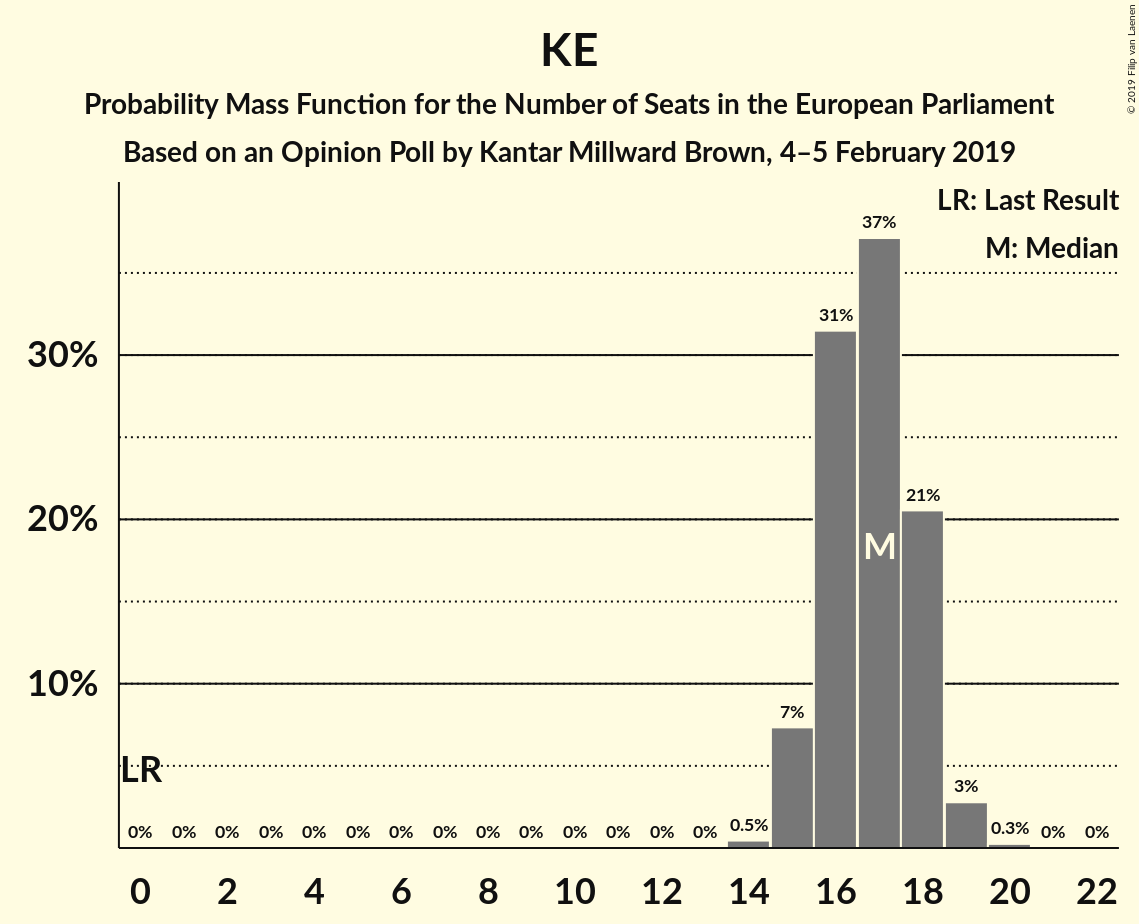 KE
Probability Mass Function for the Number of Seats in the European Parliament
Based on an Opinion Poll by Kantar Millward Brown, 4–5 February 2019
© 2019 Filip van Laenen
LR: Last Result
M: Median
37%
31%
30%
21%
20%
M
10%
7%
LR
3%
0% 0% 0% 0% 0% 0% 0% 0% 0% 0% 0% 0% 0% 0% 0.5% 0.3% 0% 0%
0 2 4 6 8 10 12 14 16 18 20 22